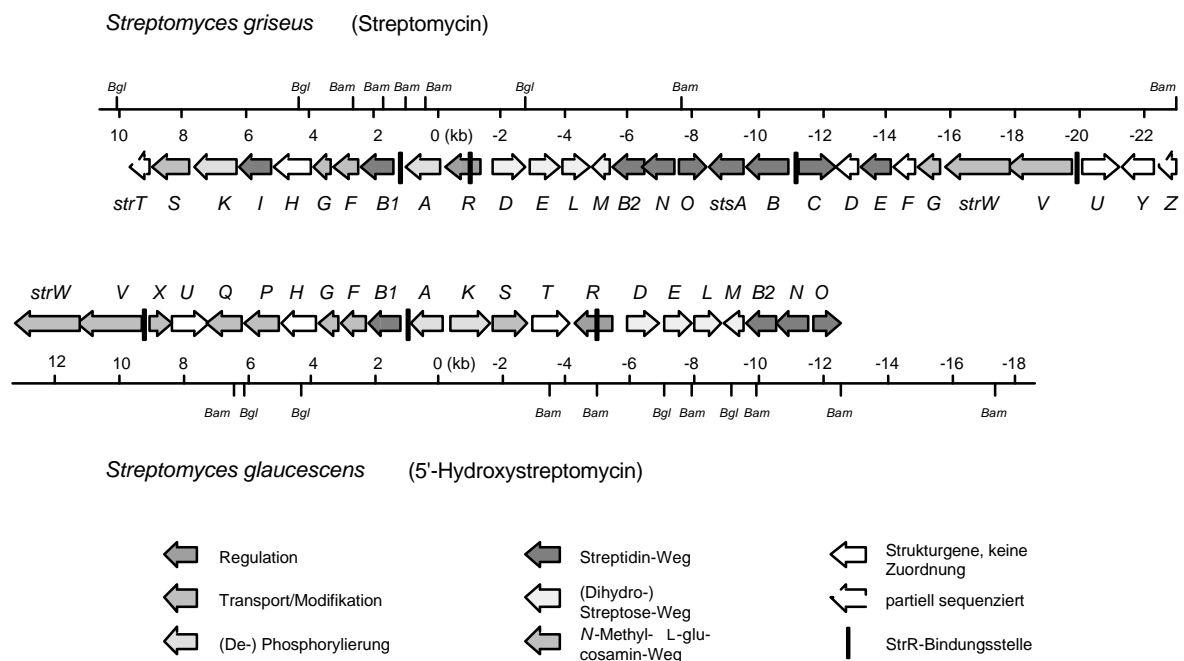 Streptomyces griseus (Streptomycin)
Bgl Bgl Bam Bam Bam Bam Bgl Bam Bam
10 8 6 4 2 0 (kb) -2 -4 -6 -8 -10 -12 -14 -16 -18 -20 -22
strT S K I H G F B1 A R D E L M B2 N O stsA B C D E F G strW V U Y Z
strW V X U Q P H G F B1 A K S T R D E L M B2 N O
12 10 8 6 4 2 0 (kb) -2 -4 -6 -8 -10 -12 -14 -16 -18
Bam Bgl Bgl Bam Bam Bgl Bam Bgl Bam Bam Bam
Streptomyces glaucescens (5'-Hydroxystreptomycin)
Regulation
Transport/Modifikation
(De-) Phosphorylierung
Streptidin-Weg
(Dihydro-)
Streptose-Weg
N-Methyl- L-glu-
cosamin-Weg
Strukturgene, keine
Zuordnung
partiell sequenziert
StrR-Bindungsstelle